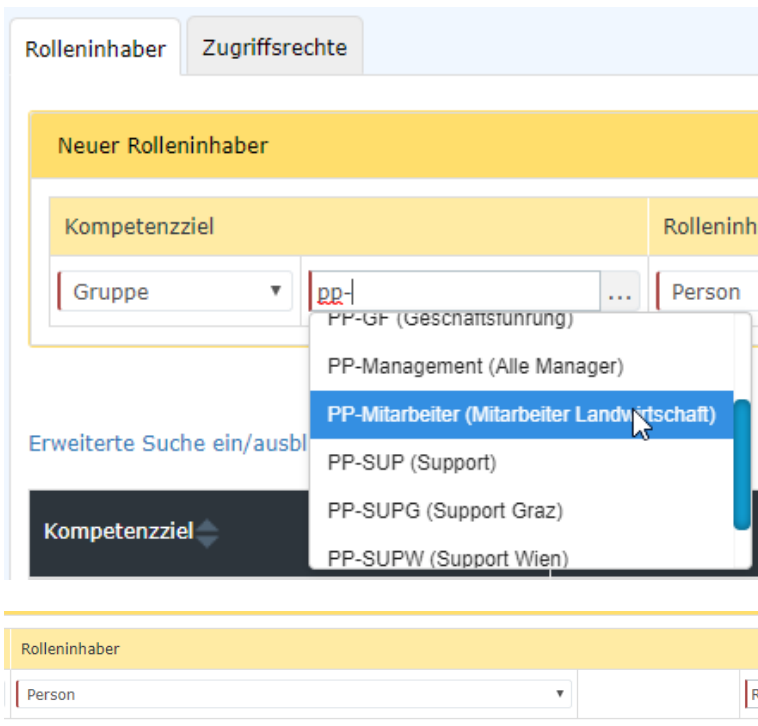 Rolleninhaber Zugriffsrechte
Neuer Rolleninhaber
Kompetenzziel Rolleninh
Gruppe pp- ... Person
PP-GF (Geschäftsführung)
PP-Management (Alle Manager)
PP-Mitarbeiter (Mitarbeiter Landwirtschaft)
Erweiterte Suche ein/ausbl
PP-SUP (Support)
PP-SUPG (Support Graz)
Kompetenzziel
PP-SUPW (Support Wien)
Rolleninhaber
Person R